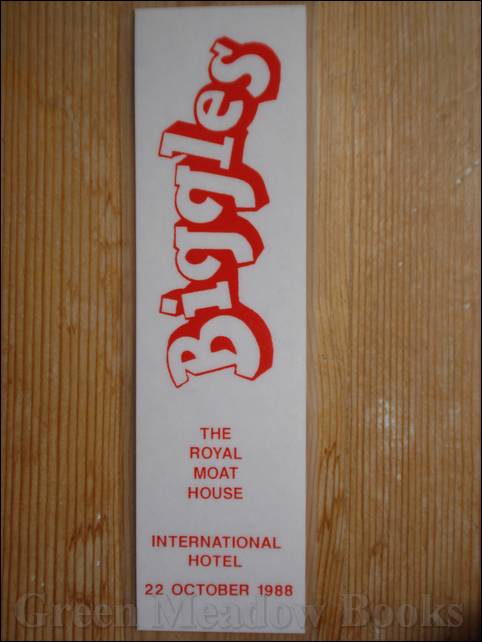 Biggles
THE
ROYAL
MOAT
HOUSE
INTERNATIONAL
HOTEL
22 OCTOBER 1988
Green Meadow Books